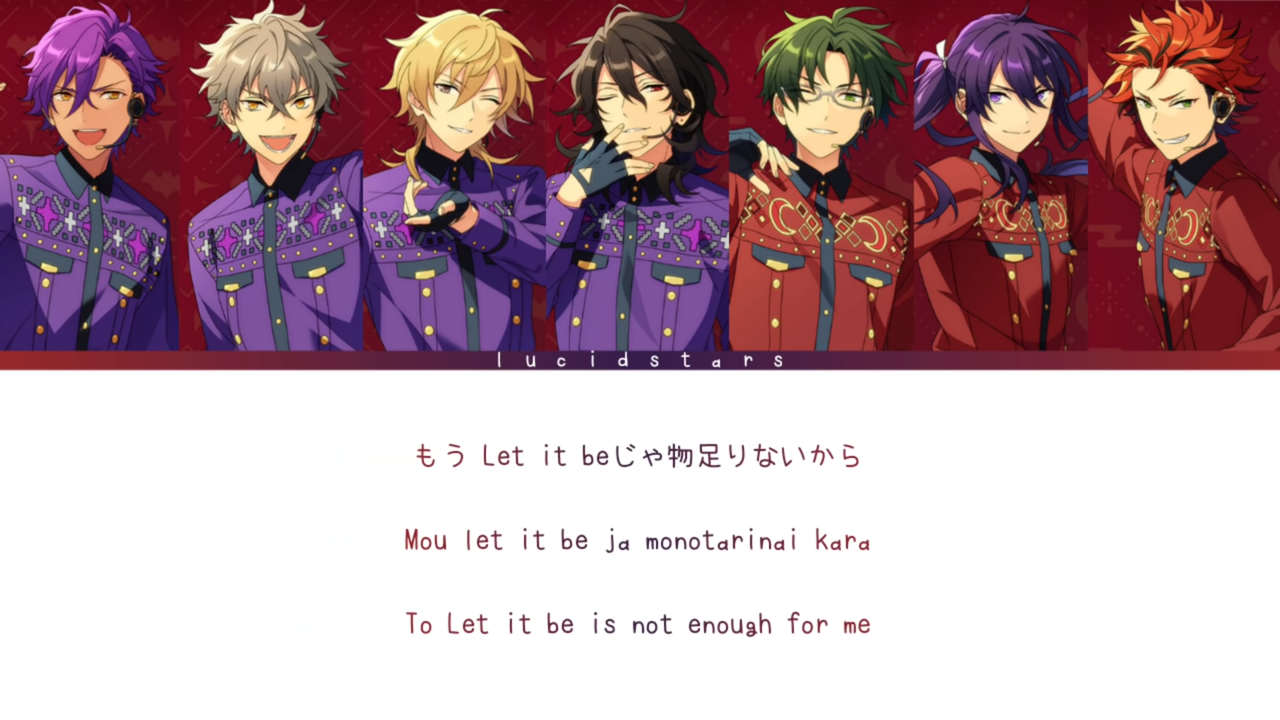 lucidstars
もう Let it beじゃ物足りないから
Mou let it be ja monotarinai kara
To Let it be is not enough for me